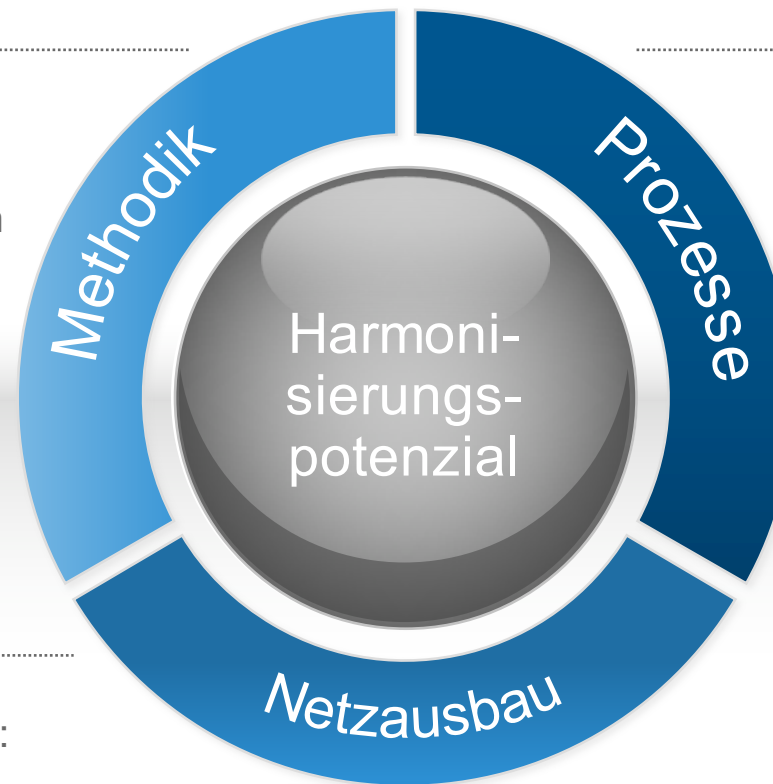 Methodik
Prozesse
Harmoni-
sierungs-
potenzial
Netzausbau
: